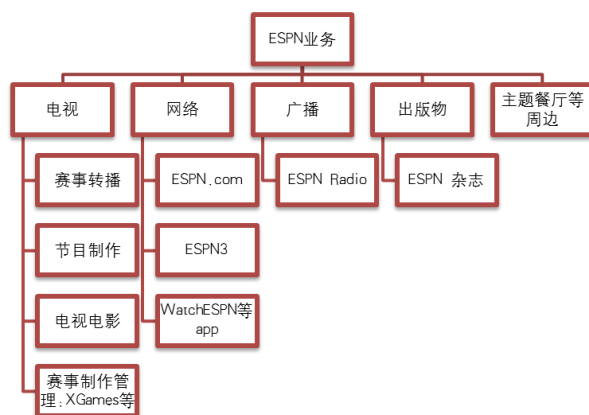 ESPN业务
电视
网络
广播
出版物
主题餐厅等
周边
赛事转播
ESPN.com
ESPN Radio
ESPN 杂志
节目制作
ESPN3
电视电影
WatchESPN等
app
赛事制作管
理:XGames等